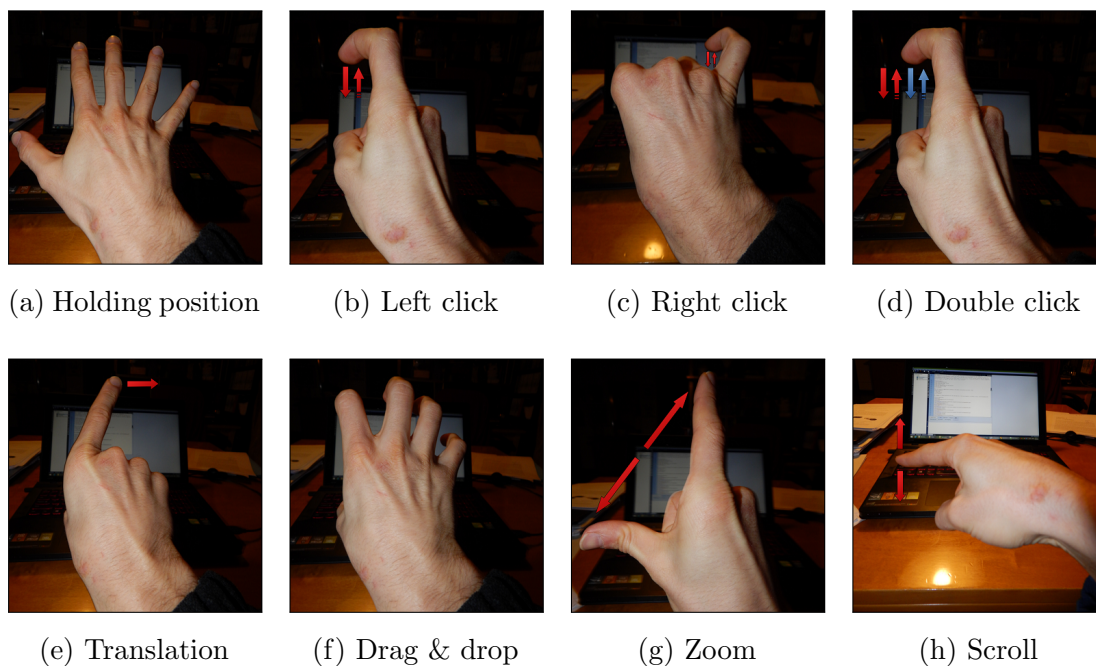 (a) Holding position
(b) Left click
(c) Right click
(d) Double click
(e) Translation
(f) Drag & drop
(g) Zoom
(h) Scroll